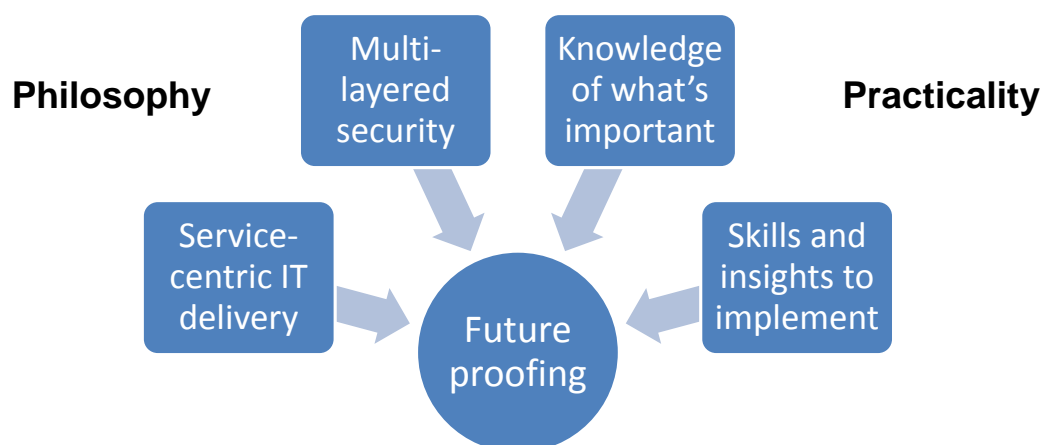 Philosophy
Multi-
layered
security
Knowledge
of what’s
important
Practicality
Service-
centric IT
delivery
Skills and
insights to
implement
Future
proofing